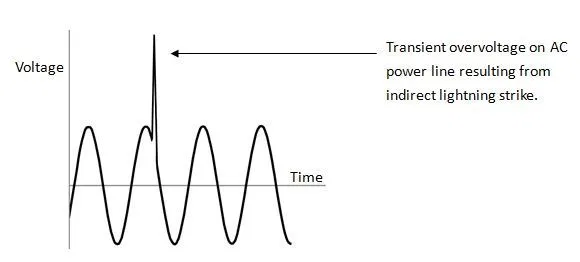 Voltage
Transient overvoltage on AC
power line resulting from
indirect lightning strike.
Time